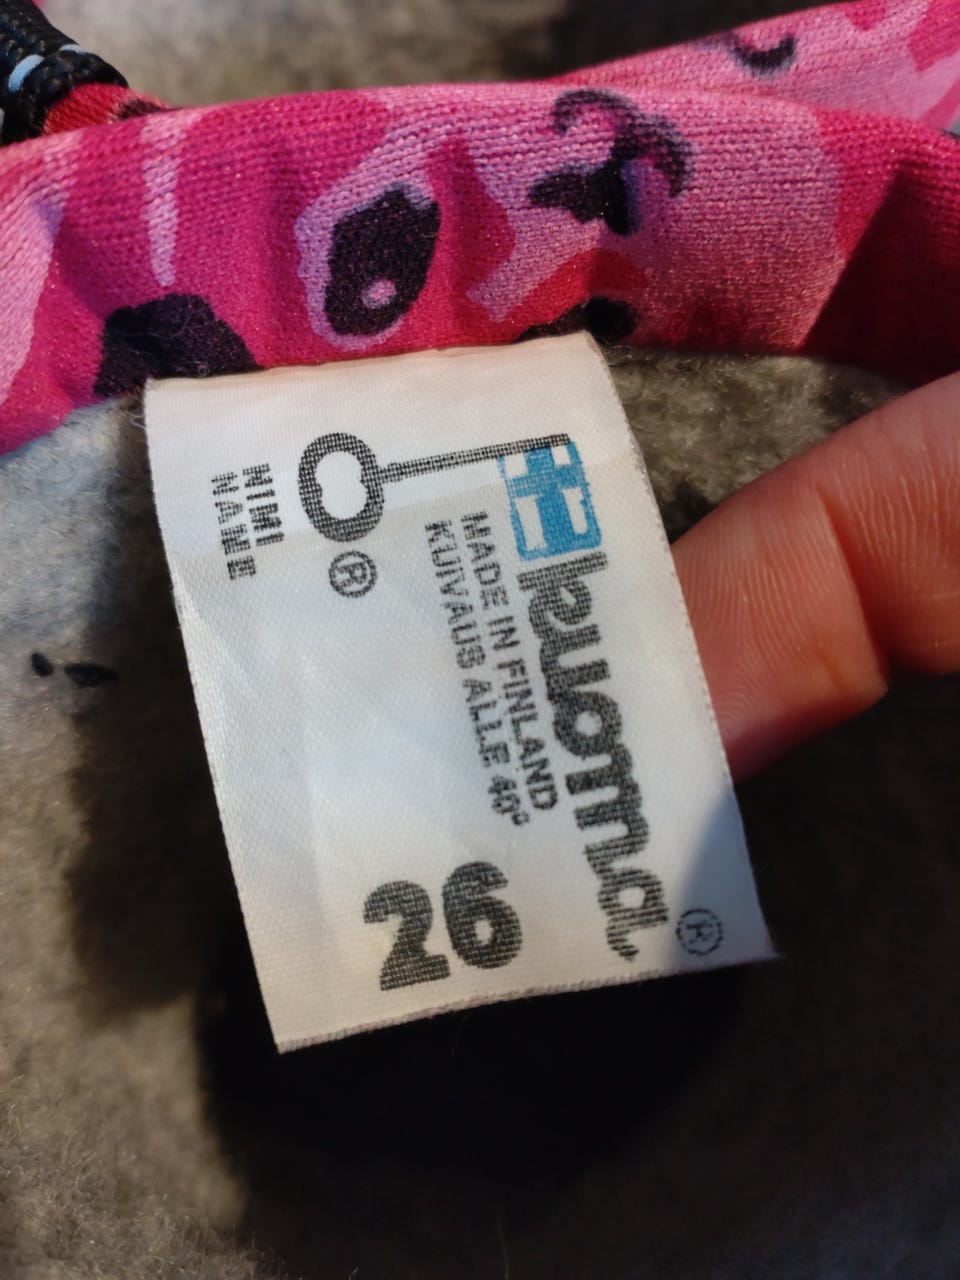 kuoma®
MADE IN FINLAND
KUIVAUS ALLE 40°
®
NIMI
NAME
26